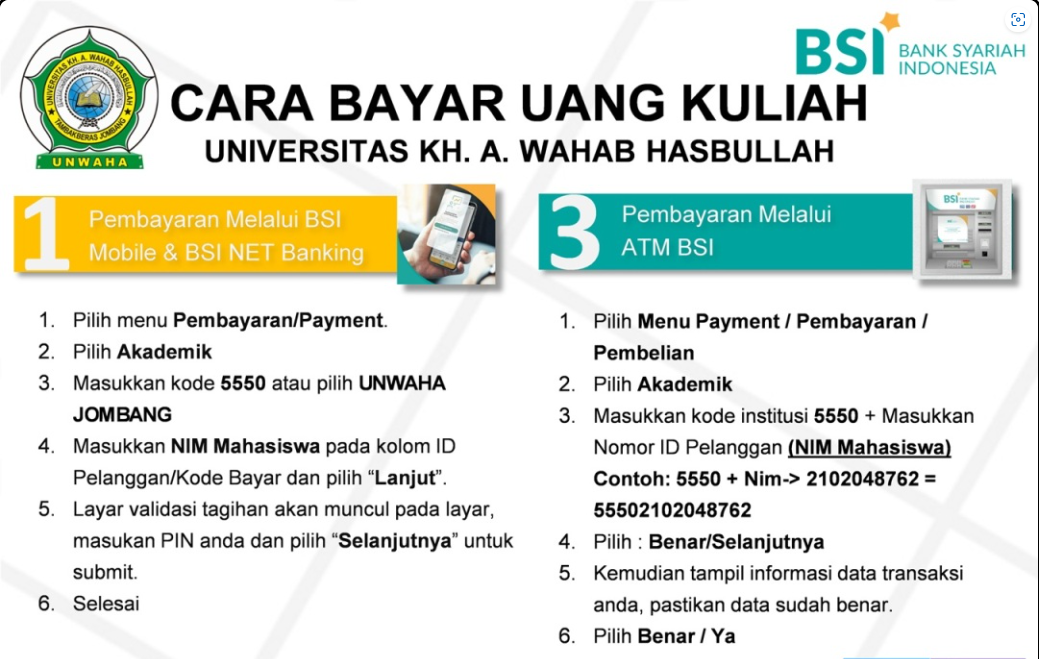 UNIVERSITAS KH. A. WAHAB HASBULLAH
TAMBAKBERAS JOMBANG
UNWAHA
BSI BANK SYARIAH
INDONESIA
CARA BAYAR UANG KULIAH
UNIVERSITAS KH. A. WAHAB HASBULLAH
1
Pembayaran Melalui BSI
Mobile & BSI NET Banking
1. Pilih menu Pembayaran/Payment.
2. Pilih Akademik
3. Masukkan kode 5550 atau pilih UNWAHA
JOMBANG
4. Masukkan NIM Mahasiswa pada kolom ID
Pelanggan/Kode Bayar dan pilih “Lanjut”.
5. Layar validasi tagihan akan muncul pada layar,
masukan PIN anda dan pilih “Selanjutnya” untuk
submit.
6. Selesai
3
Pembayaran Melalui
ATM BSI
BSI
1. Pilih Menu Payment / Pembayaran /
Pembelian
2. Pilih Akademik
3. Masukkan kode institusi 5550 + Masukkan
Nomor ID Pelanggan (NIM Mahasiswa)
Contoh: 5550 + Nim-> 2102048762 =
55502102048762
4. Pilih : Benar/Selanjutnya
5. Kemudian tampil informasi data transaksi
anda, pastikan data sudah benar.
6. Pilih Benar / Ya